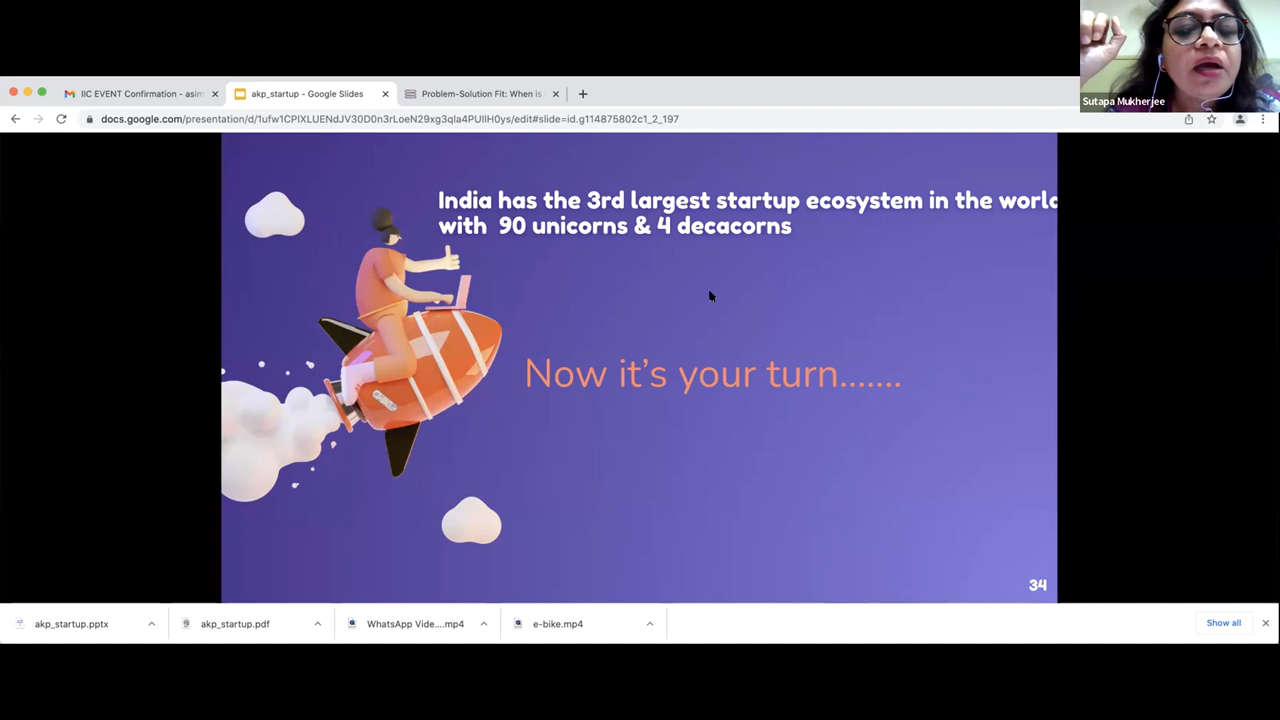 IIC EVENT Confirmation - asim
akp_startup - Google Slides
Problem-Solution Fit: When is
docs.google.com/presentation/d/1ufw1CPIXLUENdJV30D0n3rLoeN29xg3qla4PUllH0ys/edit#slide=id.g114875802c1_2_197
Sutapa Mukherjee
India has the 3rd largest startup ecosystem in the world
with 90 unicorns & 4 decacorns
Now it's your turn.......
34
akp_startup.pptx
akp_startup.pdf
WhatsApp Vide....mp4
e-bike.mp4
Show all